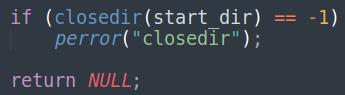 if (closedir(start_dir) == -1)
    perror("closedir");

return NULL;